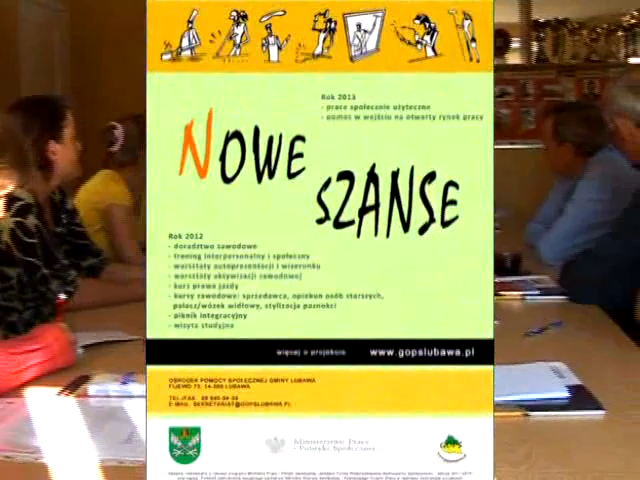 Rok 2013
- prace społecznie użyteczne
- pomoc w wejściu na otwarty rynek pracy
NOWE
SZANSE
Rok 2012
- doradztwo zawodowe
- trening interpersonalny i społeczny
- warsztaty autoprezentacji i wizerunku
- warsztaty aktywizacji zawodowej
- kurs prawa jazdy
- kursy zawodowe: sprzedawca, opiekun osób starszych,
palacz/wózek widłowy, stylizacja paznokci
- piknik integracyjny
- wizyta studyjna
więcej o projekcie www.gopslubawa.pl
OŚRODEK POMOCY SPOŁECZNEJ GMINY LUBAWA
FIJEWO 73, 14-260 LUBAWA
TEL./FAX.
E-MAIL. SEKRETARIAT@GOPSLUBAWA.PL
Ministerstwo Pracy
i Polityki Społecznej